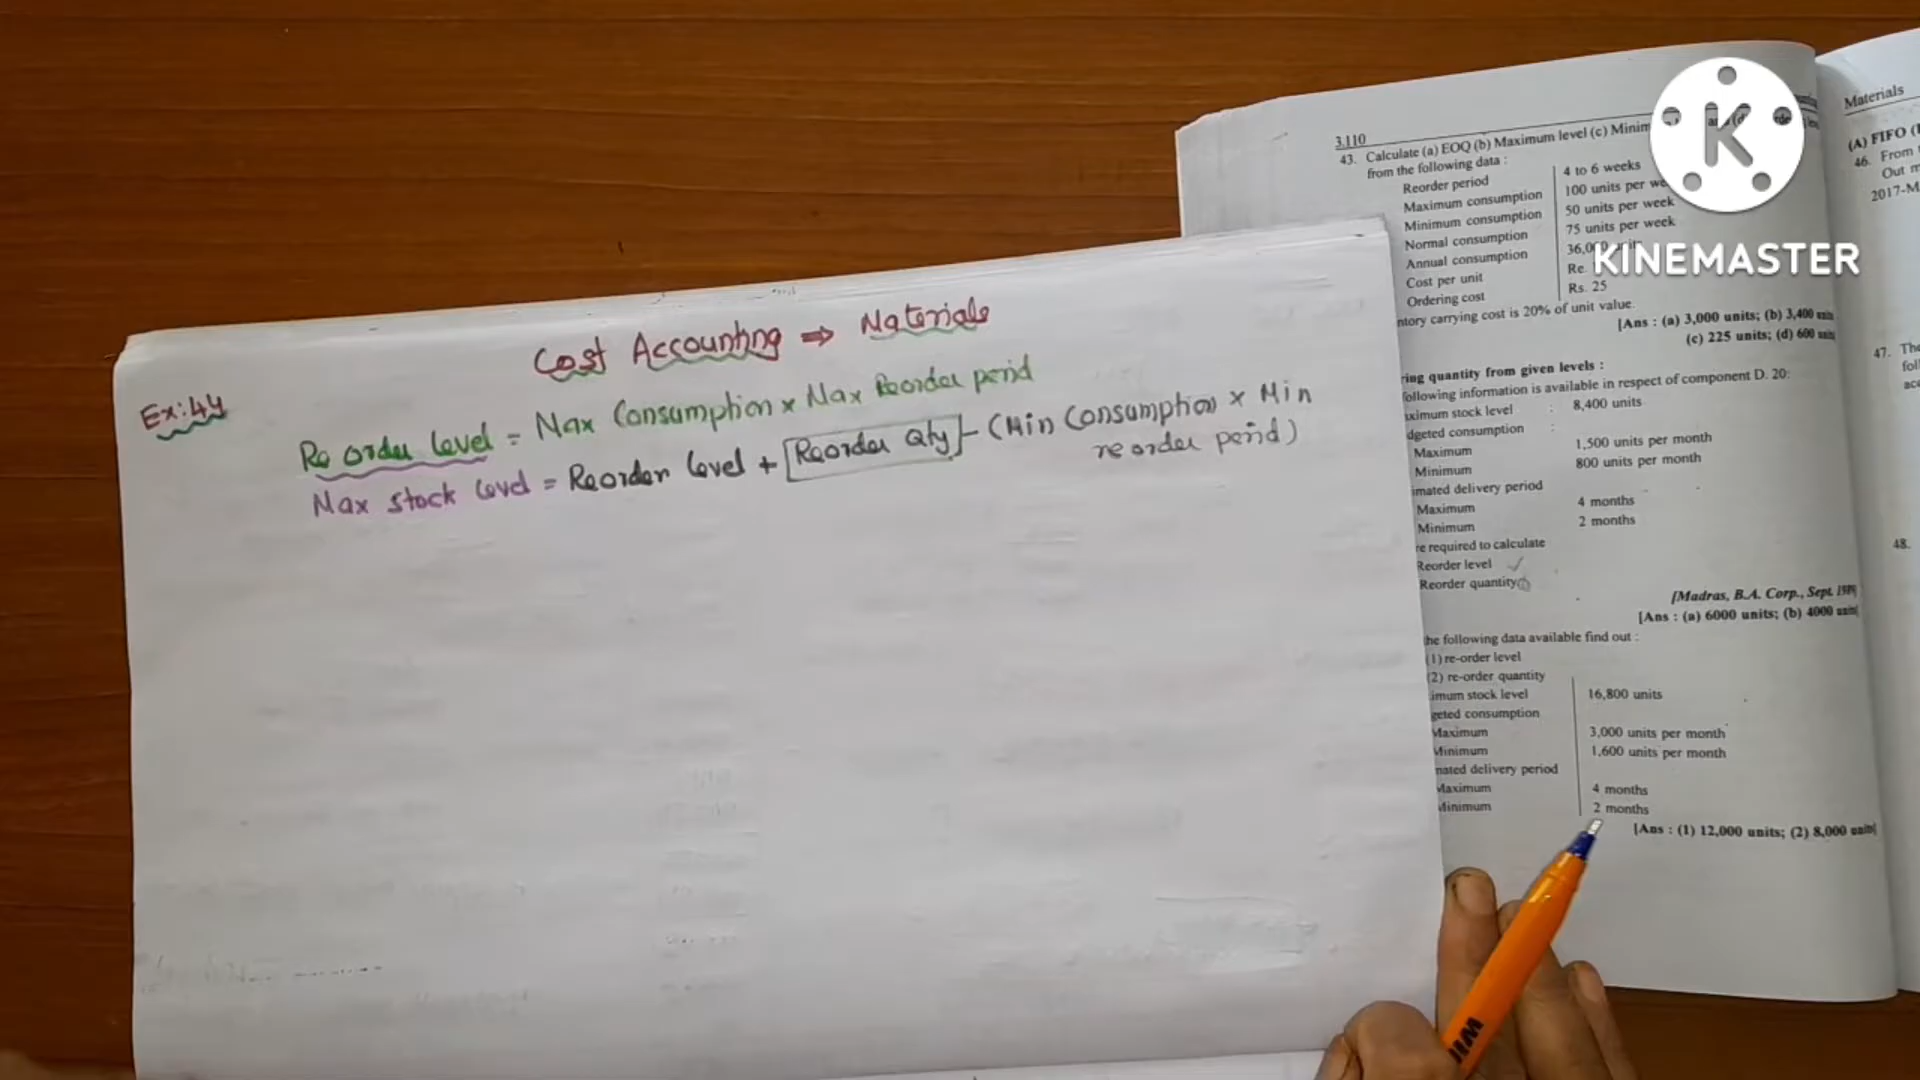 Cost Accounting ⇒ Materials
Ex:44
Re order level = Max Consumption × Max Reorder period
Max stock level = Reorder level + [Reorder Qty] - (Min Consumption × Min
reorder period)
3.110
43. Calculate (a) EOQ (b) Maximum level (c) Minim
from the following data :
Reorder period 4 to 6 weeks
Maximum consumption 100 units per we
Minimum consumption 50 units per week
Normal consumption 75 units per week
Annual consumption 36,0
Cost per unit Re.
Ordering cost Rs. 25
ntory carrying cost is 20% of unit value.
[Ans : (a) 3,000 units; (b) 3,400 units
(c) 225 units; (d) 600 units
ring quantity from given levels :
following information is available in respect of component D. 20:
ximum stock level : 8,400 units
dgeted consumption :
Maximum 1,500 units per month
Minimum 800 units per month
imated delivery period
Maximum 4 months
Minimum 2 months
re required to calculate
Reorder level
Reorder quantity
[Madras, B.A. Corp., Sept.
[Ans : (a) 6000 units; (b) 4000 units]
he following data available find out :
(1) re-order level
(2) re-order quantity
imum stock level 16,800 units
geted consumption
Maximum 3,000 units per month
Minimum 1,600 units per month
mated delivery period
Maximum 4 months
Minimum 2 months
[Ans : (1) 12,000 units; (2) 8,000 units]
Materials
(A) FIFO (
46. From
Out
2017-M
47. The
fol
48.
K
KINEMASTER